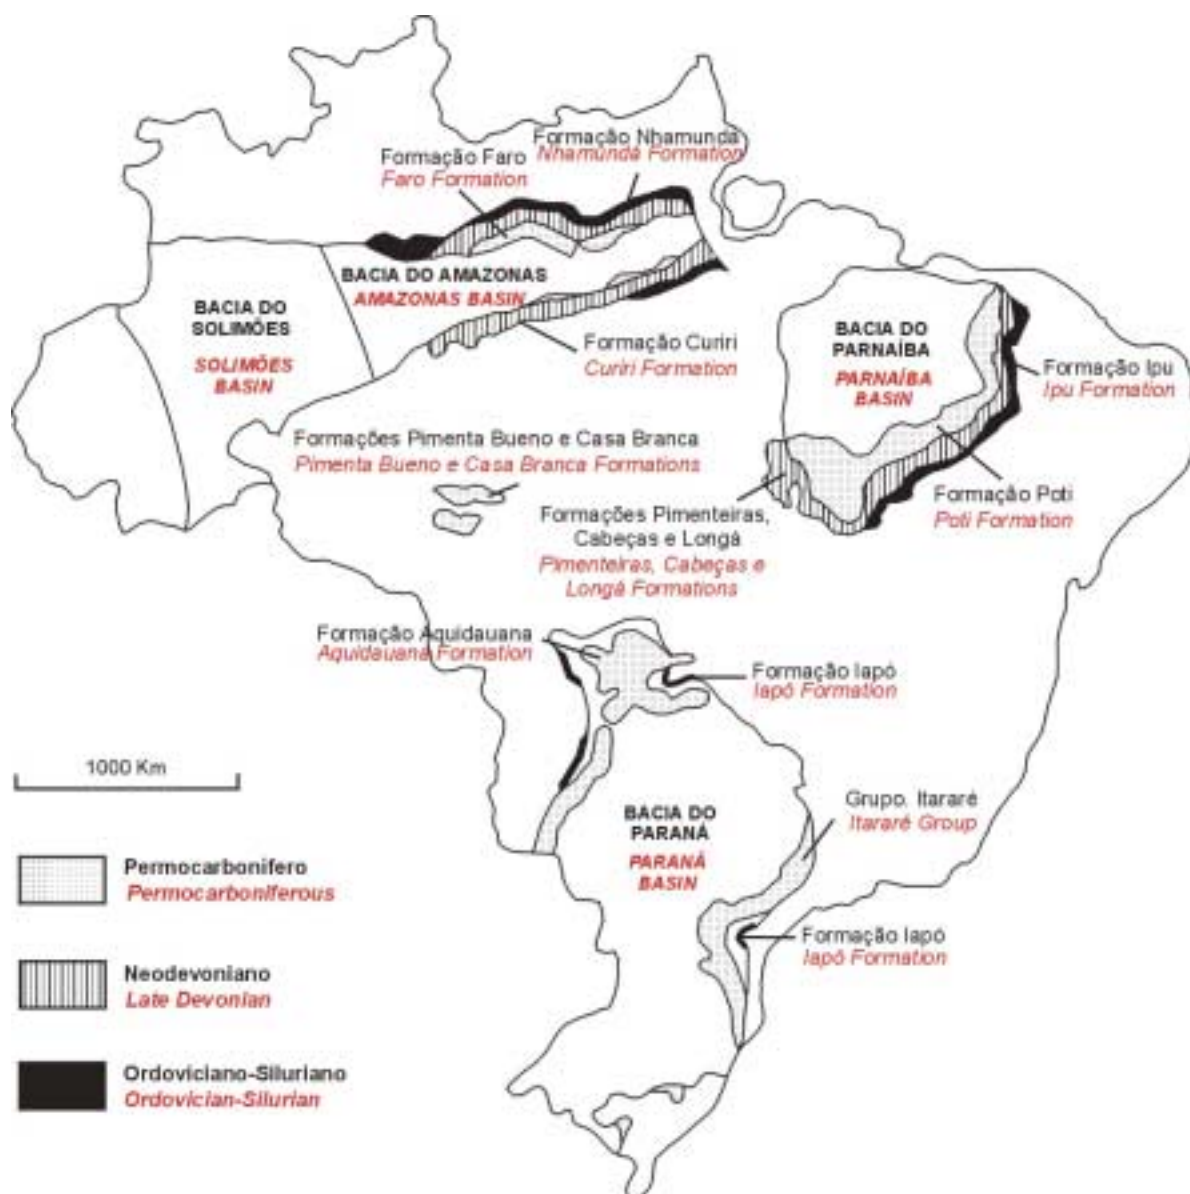 Formação Nhamundá
Nhamundá Formation
Formação Faro
Faro Formation
BACIA DO AMAZONAS
AMAZONAS BASIN
BACIA DO
SOLIMÕES
SOLIMÕES
BASIN
Formação Curiri
Curiri Formation
BACIA DO
PARNAÍBA
PARNAÍBA
BASIN
Formação Ipu
Ipu Formation
Formações Pimenta Bueno e Casa Branca
Pimenta Bueno e Casa Branca Formations
Formações Pimenteiras,
Cabeças e Longá
Pimenteiras, Cabeças e
Longá Formations
Formação Poti
Poti Formation
Formação Aquidauana
Aquidauana Formation
Formação Iapó
Iapó Formation
1000 Km
BACIA DO
PARANÁ
PARANÁ
BASIN
Grupo. Itararé
Itararé Group
Formação Iapó
Iapó Formation
Permocarbonífero
Permocarboniferous
Neodevoniano
Late Devonian
Ordoviciano-Siluriano
Ordovician-Silurian